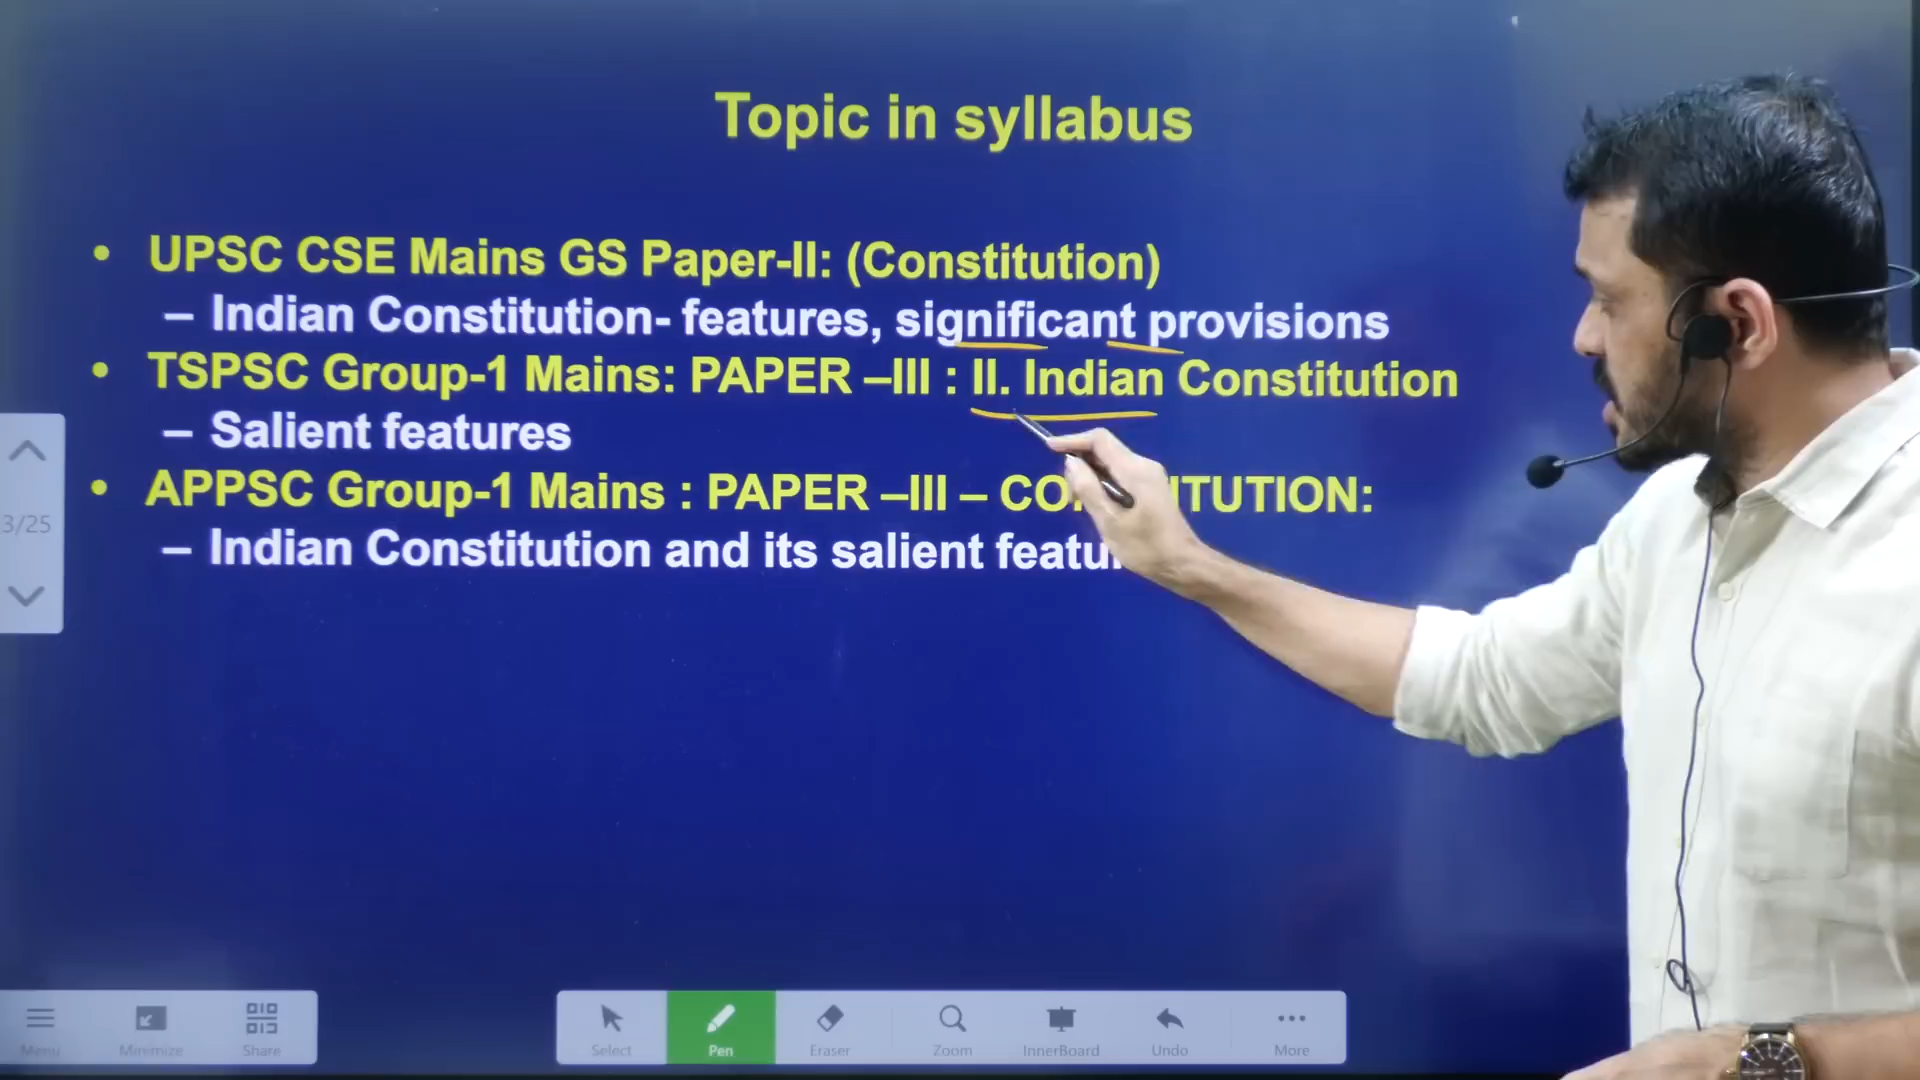 Topic in syllabus
• UPSC CSE Mains GS Paper-II: (Constitution)
– Indian Constitution- features, significant provisions
• TSPSC Group-1 Mains: PAPER –III : II. Indian Constitution
– Salient features
• APPSC Group-1 Mains : PAPER –III – CO ITUTION:
– Indian Constitution and its salient featu
3/25
Menu Minimize Share Select Pen Eraser Zoom InnerBoard Undo More